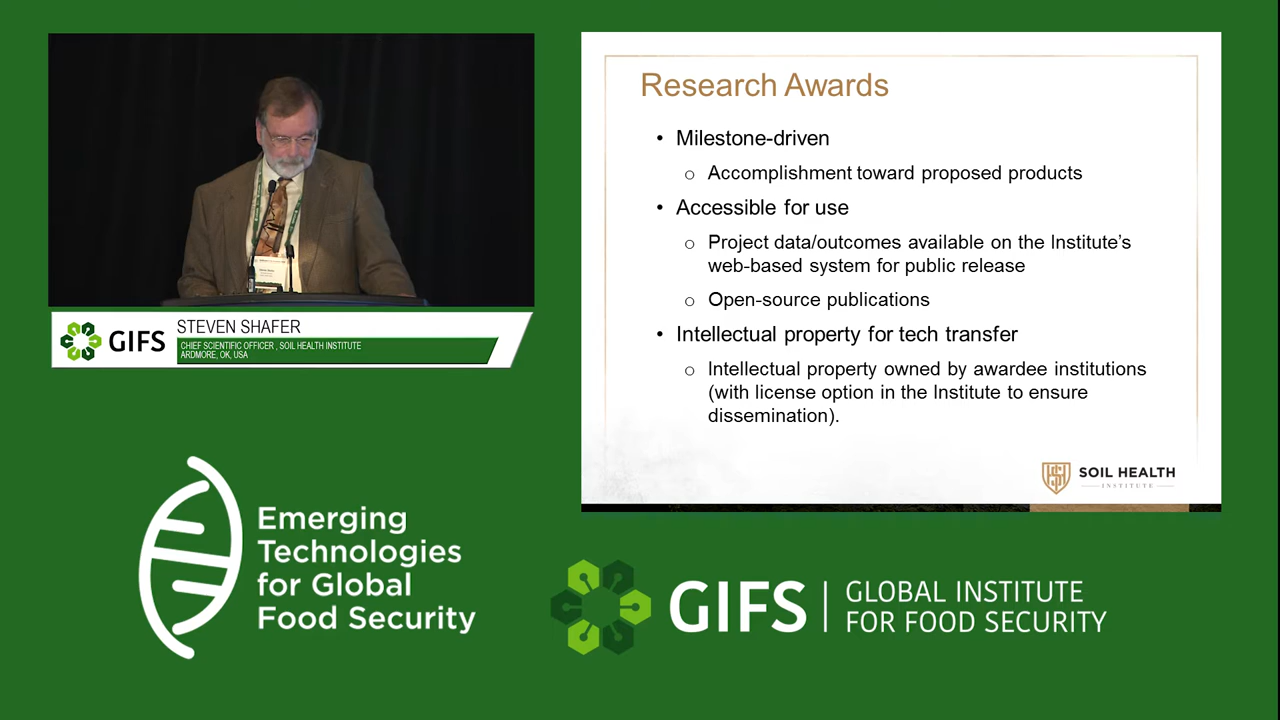 Research Awards
• Milestone-driven
o Accomplishment toward proposed products
• Accessible for use
o Project data/outcomes available on the Institute’s
web-based system for public release
o Open-source publications
• Intellectual property for tech transfer
o Intellectual property owned by awardee institutions
(with license option in the Institute to ensure
dissemination).
SOIL HEALTH
INSTITUTE
GIFS
STEVEN SHAFER
CHIEF SCIENTIFIC OFFICER , SOIL HEALTH INSTITUTE
ARDMORE, OK, USA
Emerging
Technologies
for Global
Food Security
GIFS
GLOBAL INSTITUTE
FOR FOOD SECURITY